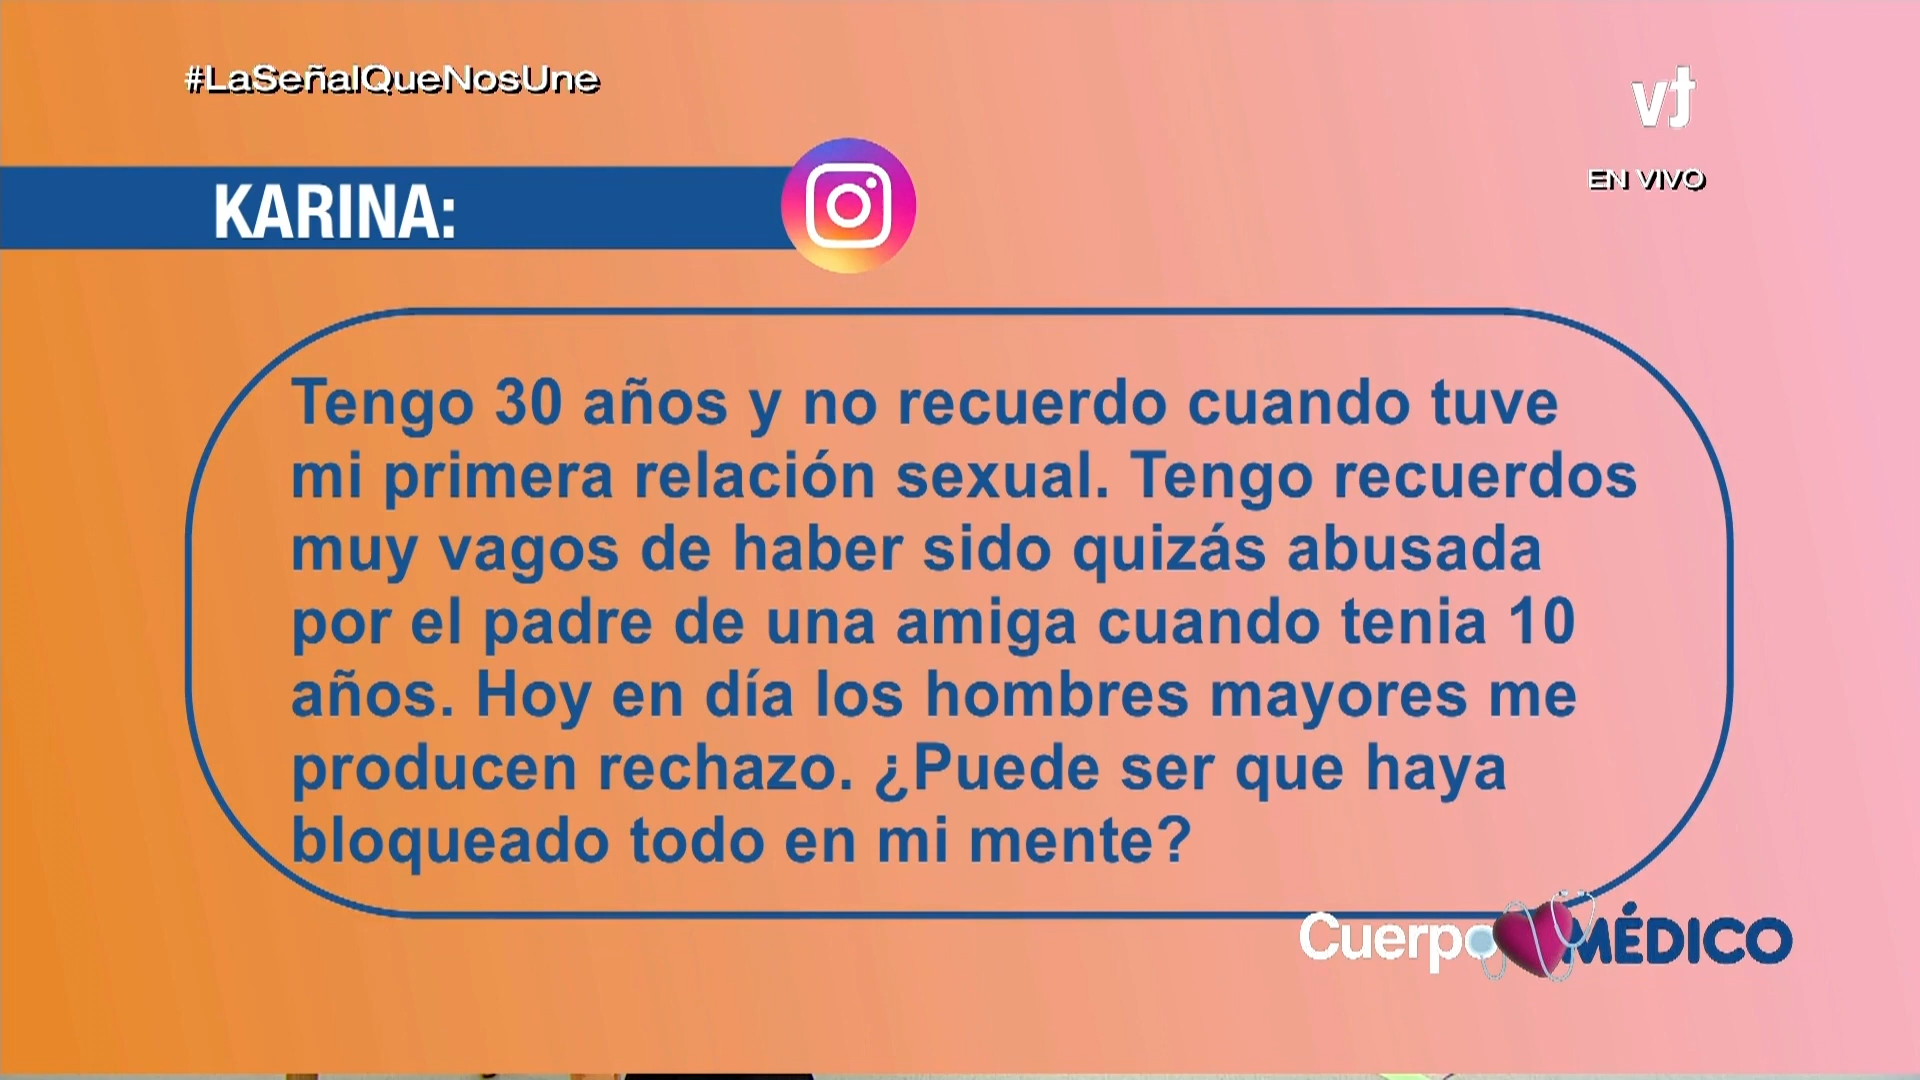 #LaSeñalQueNosUne
vt
EN VIVO
KARINA:
Tengo 30 años y no recuerdo cuando tuve
mi primera relación sexual. Tengo recuerdos
muy vagos de haber sido quizás abusada
por el padre de una amiga cuando tenia 10
años. Hoy en día los hombres mayores me
producen rechazo. ¿Puede ser que haya
bloqueado todo en mi mente?
Cuerpo MÉDICO